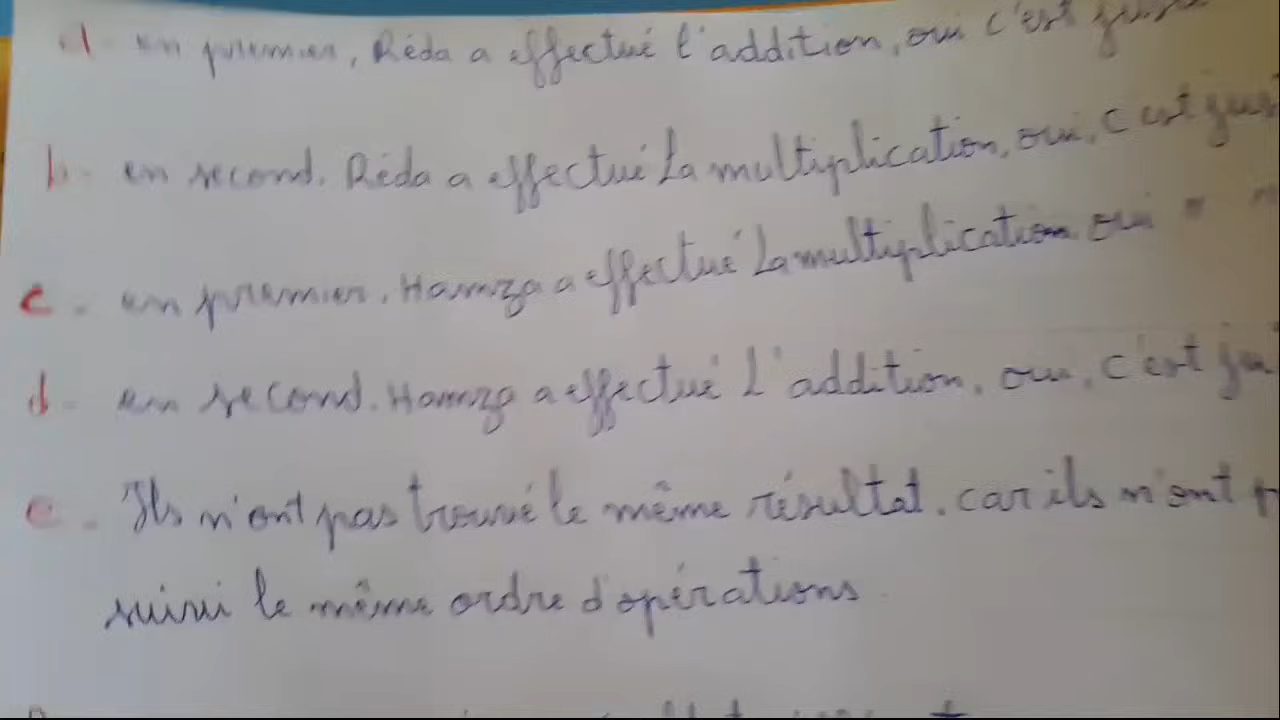 a - en premier, Réda a effectué l'addition, oui c'est
b - en second. Réda a effectué la multiplication, oui, c'est
c - en premier. Hamza a effectué la multiplication oui " "
d - en second. Hamza a effectué l'addition, oui, c'est
e - Ils n'ont pas trouvé le même résultat. car ils n'ont
suivi le même ordre d'opérations.